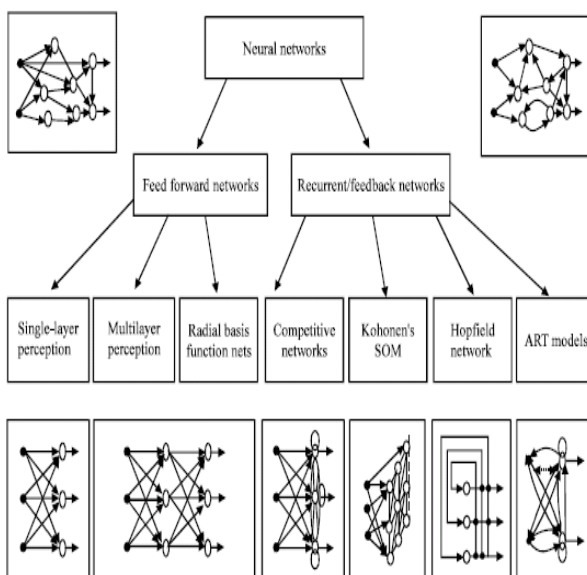 Neural networks
Feed forward networks
Recurrent/feedback networks
Single-layer
perception
Multilayer
perception
Radial basis
function nets
Competitive
networks
Kohonen's
SOM
Hopfield
network
ART models